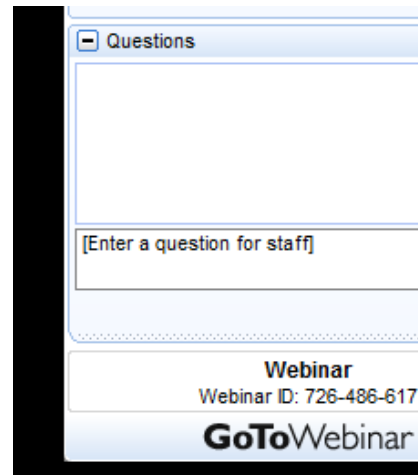 Questions
[Enter a question for staff]
Webinar
Webinar ID: 726-486-617
GoToWebinar